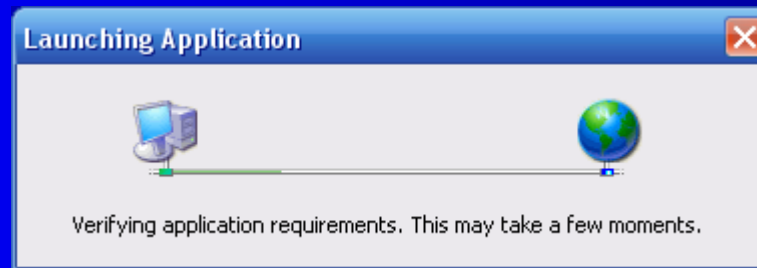 Launching Application
Verifying application requirements. This may take a few moments.